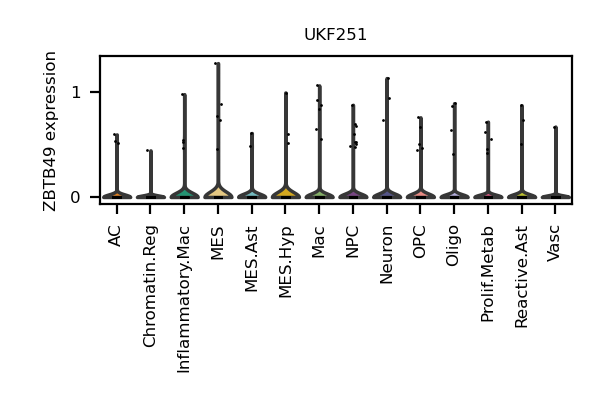 UKF251
ZBTB49 expression
1
0
AC
Chromatin.Reg
Inflammatory.Mac
MES
MES.Ast
MES.Hyp
Mac
NPC
Neuron
OPC
Oligo
Prolif.Metab
Reactive.Ast
Vasc